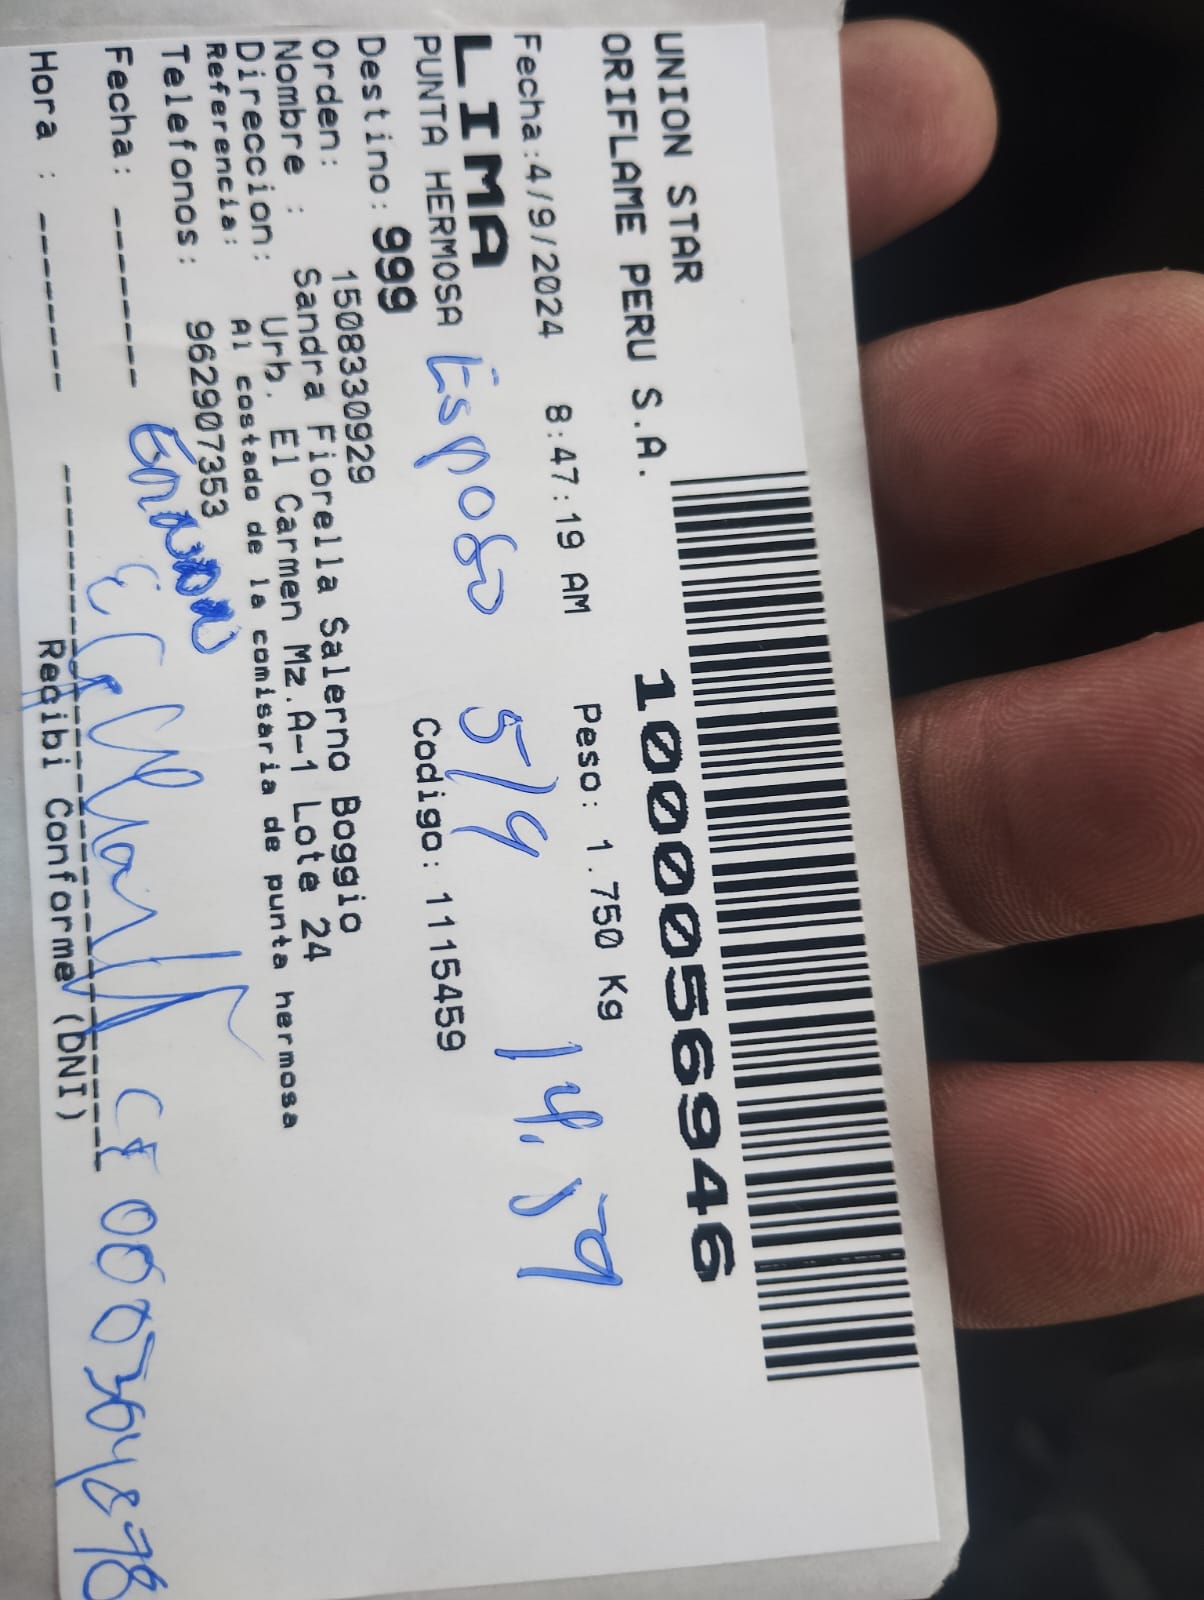 UNION STAR
ORIFLAME PERU S.A.
10000056946
Fecha:4/9/2024 8:47:19 AM Peso: 1.750 Kg
LIMA
PUNTA HERMOSA Esposo 5/9 14.59
Destino: 999 Codigo: 115459
Orden: 1508330929
Nombre : Sandra Fiorella Salerno Boggio
Direccion: Urb. El Carmen Mz.A-1 Lote 24
Referencia: Al costado de la comisaria de punta hermosa
Telefonos: 962907353
Fecha: -------
CE
Hora : -------
Recibi Conforme (DNI)